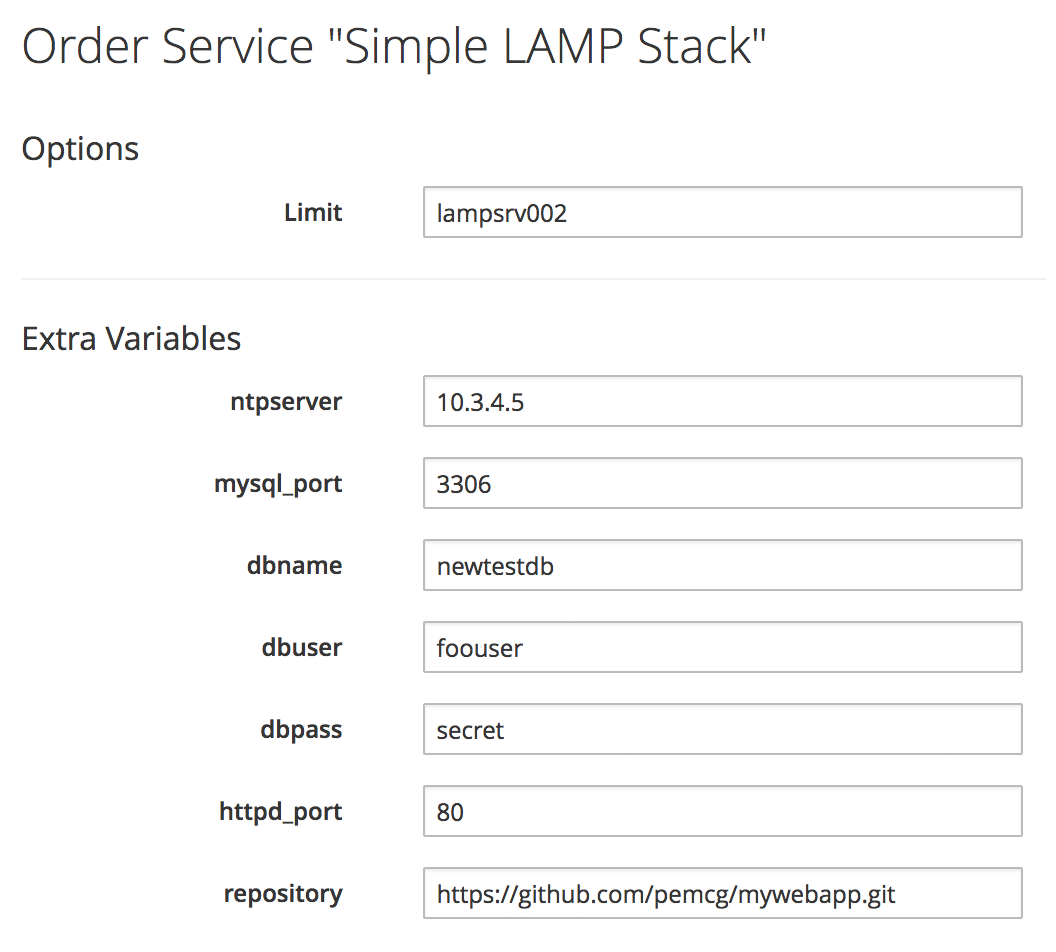 Order Service "Simple LAMP Stack"
Options
Limit lampsrv002
Extra Variables
ntpserver 10.3.4.5
mysql_port 3306
dbname newtestdb
dbuser foouser
dbpass secret
httpd_port 80
repository https://github.com/pemcg/mywebapp.git